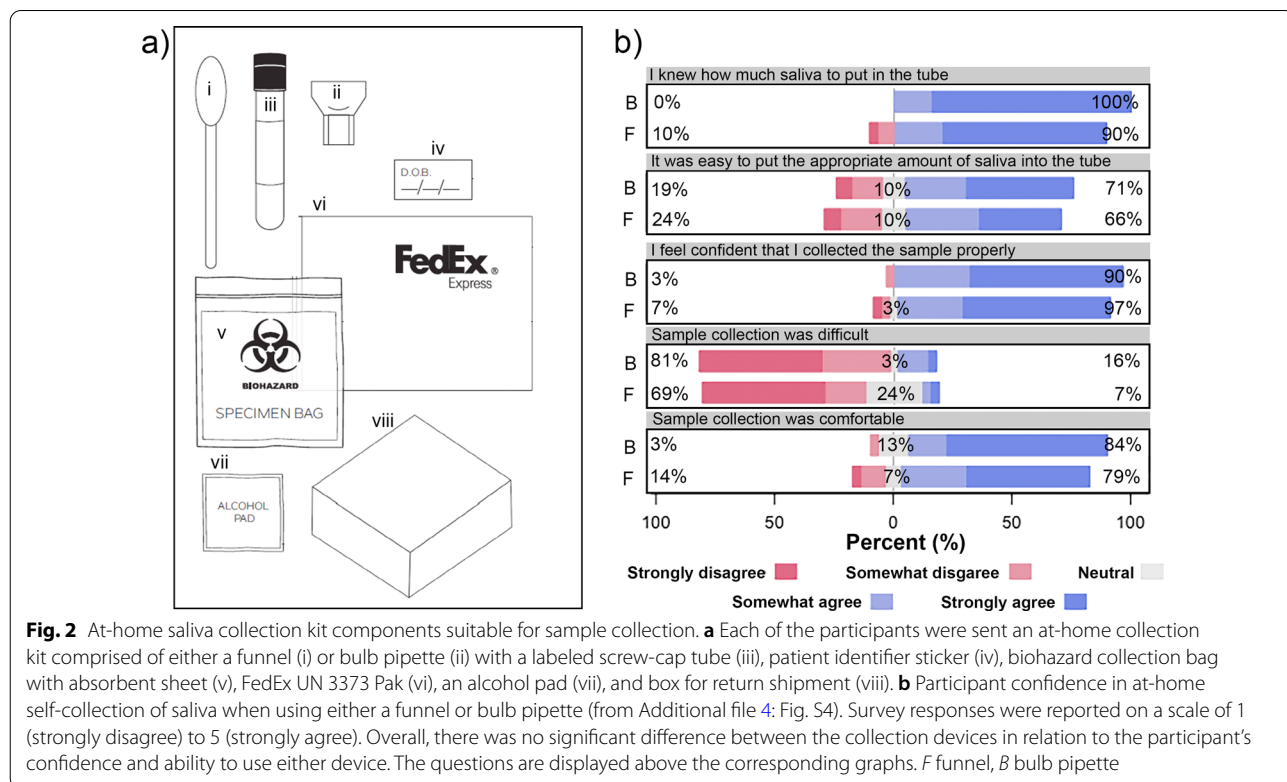 a)
i
iii
ii
iv
D.O.B.
__/__/__
vi
FedEx®
Express
v
BIOHAZARD
SPECIMEN BAG
viii
vii
ALCOHOL
PAD
b)
I knew how much saliva to put in the tube
B 0% 100%
F 10% 90%
It was easy to put the appropriate amount of saliva into the tube
B 19% 10% 71%
F 24% 10% 66%
I feel confident that I collected the sample properly
B 3% 90%
F 7% 3% 97%
Sample collection was difficult
B 81% 3% 16%
F 69% 24% 7%
Sample collection was comfortable
B 3% 13% 84%
F 14% 7% 79%
100 50 0 50 100
Percent (%)
Strongly disagree Somewhat disgaree Neutral
Somewhat agree Strongly agree
Fig. 2 At-home saliva collection kit components suitable for sample collection. a Each of the participants were sent an at-home collection
kit comprised of either a funnel (i) or bulb pipette (ii) with a labeled screw-cap tube (iii), patient identifier sticker (iv), biohazard collection bag
with absorbent sheet (v), FedEx UN 3373 Pak (vi), an alcohol pad (vii), and box for return shipment (viii). b Participant confidence in at-home
self-collection of saliva when using either a funnel or bulb pipette (from Additional file 4: Fig. S4). Survey responses were reported on a scale of 1
(strongly disagree) to 5 (strongly agree). Overall, there was no significant difference between the collection devices in relation to the participant's
confidence and ability to use either device. The questions are displayed above the corresponding graphs. F funnel, B bulb pipette